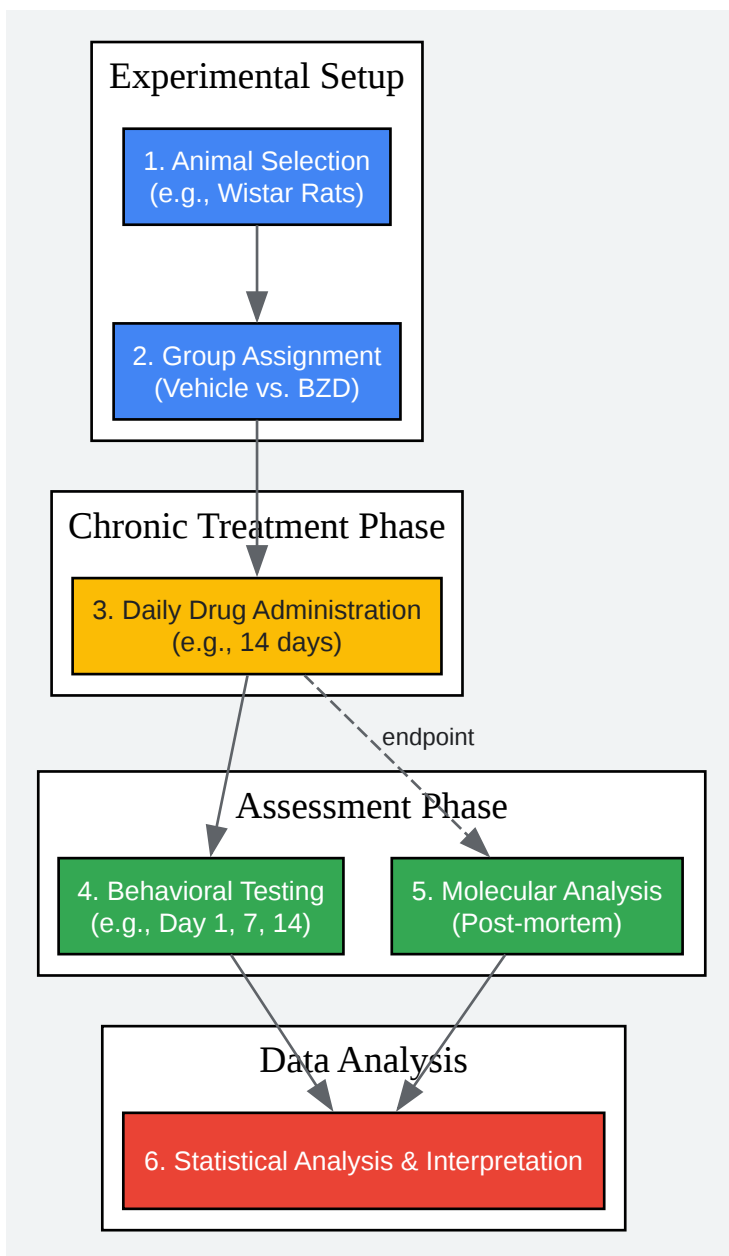 Experimental Setup
1. Animal Selection
(e.g., Wistar Rats)
2. Group Assignment
(Vehicle vs. BZD)
Chronic Treatment Phase
3. Daily Drug Administration
(e.g., 14 days)
endpoint
Assessment Phase
4. Behavioral Testing
(e.g., Day 1, 7, 14)
5. Molecular Analysis
(Post-mortem)
Data Analysis
6. Statistical Analysis & Interpretation